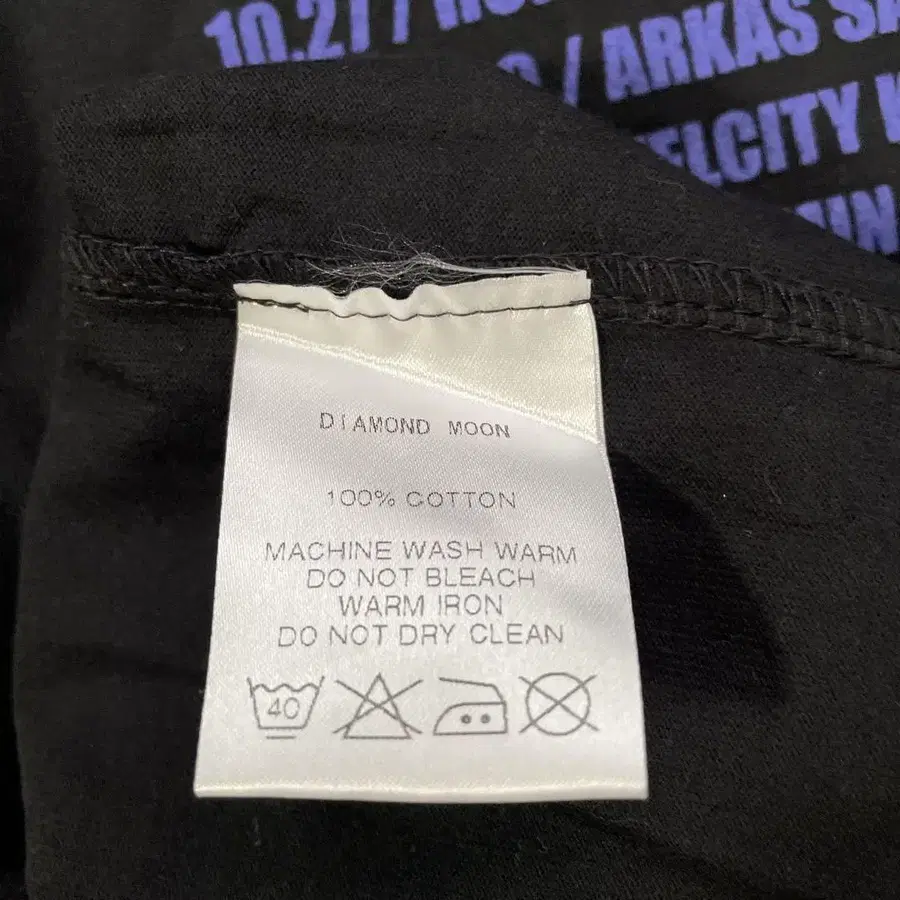 10.27 /
/ ARKAS SA
ELCITY
DIAMOND MOON
100% COTTON
MACHINE WASH WARM
DO NOT BLEACH
WARM IRON
DO NOT DRY CLEAN
40